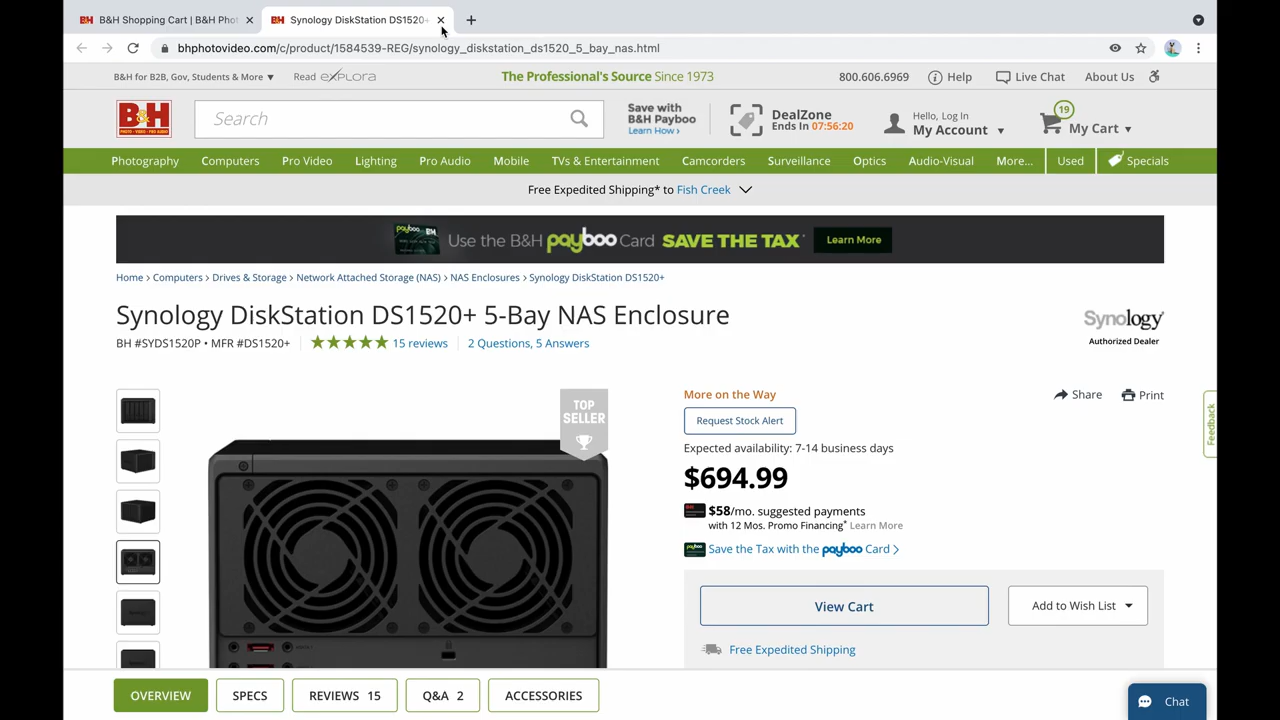 B&H Shopping Cart | B&H Phot
Synology DiskStation DS1520+
bhphotovideo.com/c/product/1584539-REG/synology_diskstation_ds1520_5_bay_nas.html
B&H for B2B, Gov, Students & More
Read explora
The Professional's Source Since 1973
800.606.6969
Help
Live Chat
About Us
B&H
PHOTO · VIDEO · PRO AUDIO
Search
Save with
B&H Payboo
Learn How ›
DealZone
Ends In 07:56:20
Hello, Log In
My Account
19
My Cart
Photography Computers Pro Video Lighting Pro Audio Mobile TVs & Entertainment Camcorders Surveillance Optics Audio-Visual More... Used Specials
Free Expedited Shipping* to Fish Creek
payboo B&H Use the B&H payboo Card SAVE THE TAX* Learn More
Home › Computers › Drives & Storage › Network Attached Storage (NAS) › NAS Enclosures › Synology DiskStation DS1520+
Synology DiskStation DS1520+ 5-Bay NAS Enclosure
Synology
Authorized Dealer
BH #SYDS1520P • MFR #DS1520+
15 reviews
2 Questions, 5 Answers
TOP
SELLER
More on the Way
Share
Print
Request Stock Alert
Expected availability: 7-14 business days
$694.99
$58/mo. suggested payments
with 12 Mos. Promo Financing* Learn More
Save the Tax with the payboo Card ›
View Cart
Add to Wish List
Free Expedited Shipping
Feedback
OVERVIEW
SPECS
REVIEWS 15
Q&A 2
ACCESSORIES
Chat